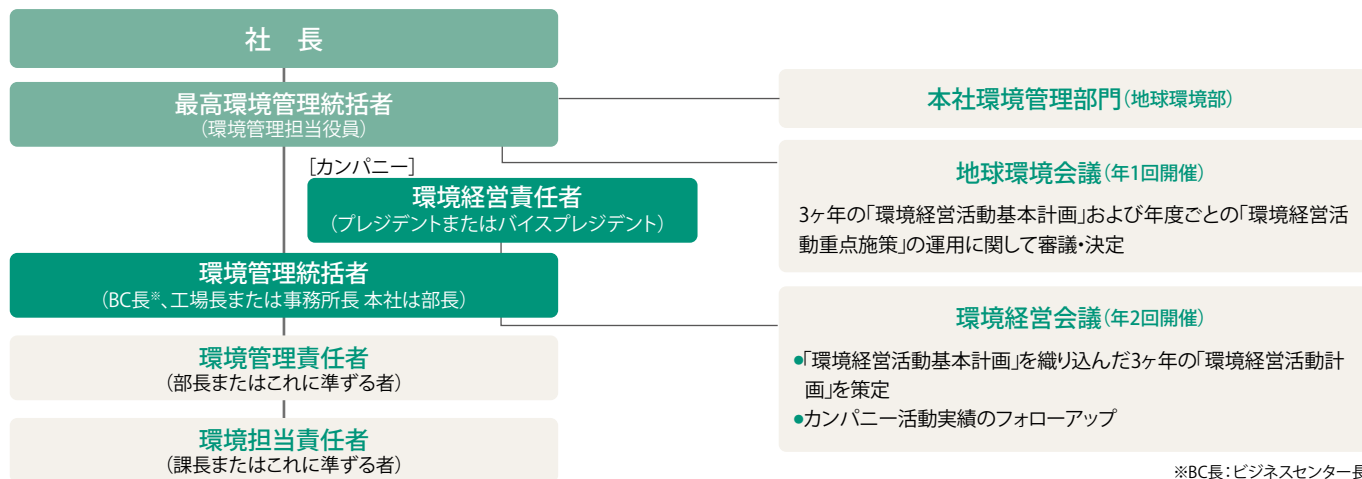 社 長
最高環境管理統括者
(環境管理担当役員)
[カンパニー]
環境経営責任者
(プレジデントまたはバイスプレジデント)
環境管理統括者
(BC長※、工場長または事務所長 本社は部長)
環境管理責任者
(部長またはこれに準ずる者)
環境担当責任者
(課長またはこれに準ずる者)
本社環境管理部門(地球環境部)
地球環境会議(年1回開催)
3ヶ年の「環境経営活動基本計画」および年度ごとの「環境経営活
動重点施策」の運用に関して審議・決定
環境経営会議(年2回開催)
●「環境経営活動基本計画」を織り込んだ3ヶ年の「環境経営活動計
画」を策定
●カンパニー活動実績のフォローアップ
※BC長:ビジネスセンター長